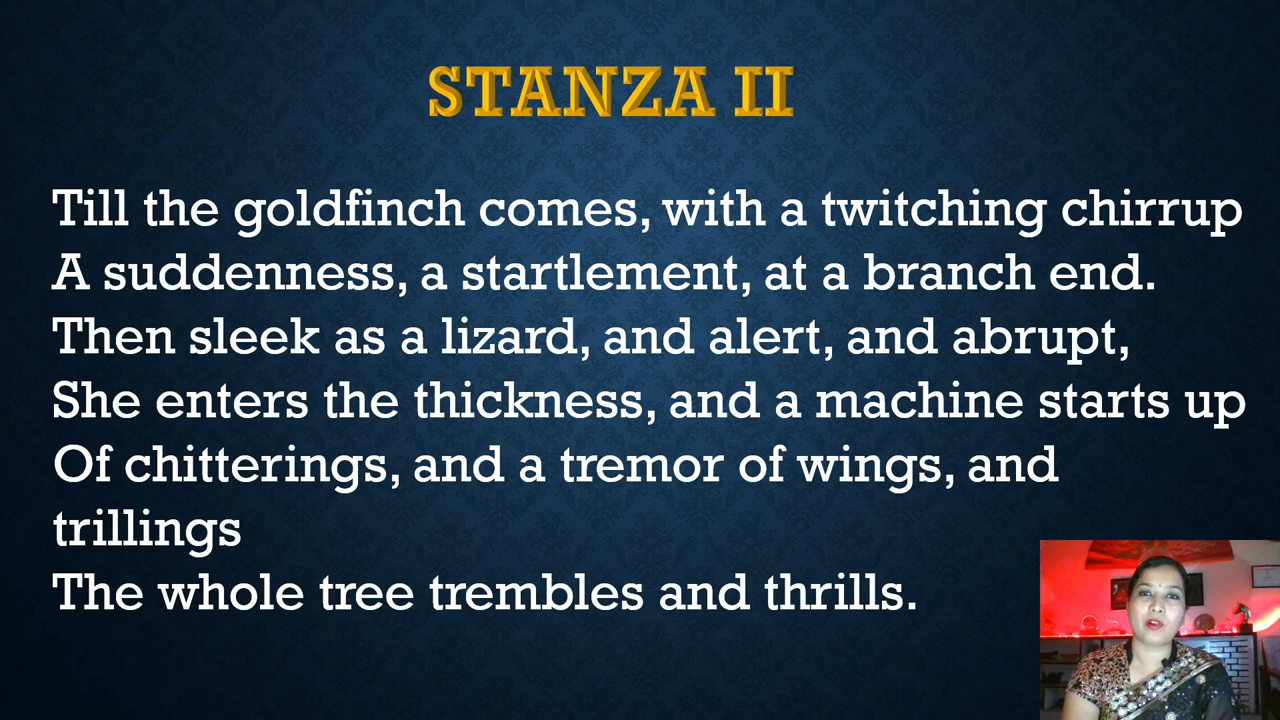 STANZA II
Till the goldfinch comes, with a twitching chirrup
A suddenness, a startlement, at a branch end.
Then sleek as a lizard, and alert, and abrupt,
She enters the thickness, and a machine starts up
Of chitterings, and a tremor of wings, and
trillings
The whole tree trembles and thrills.